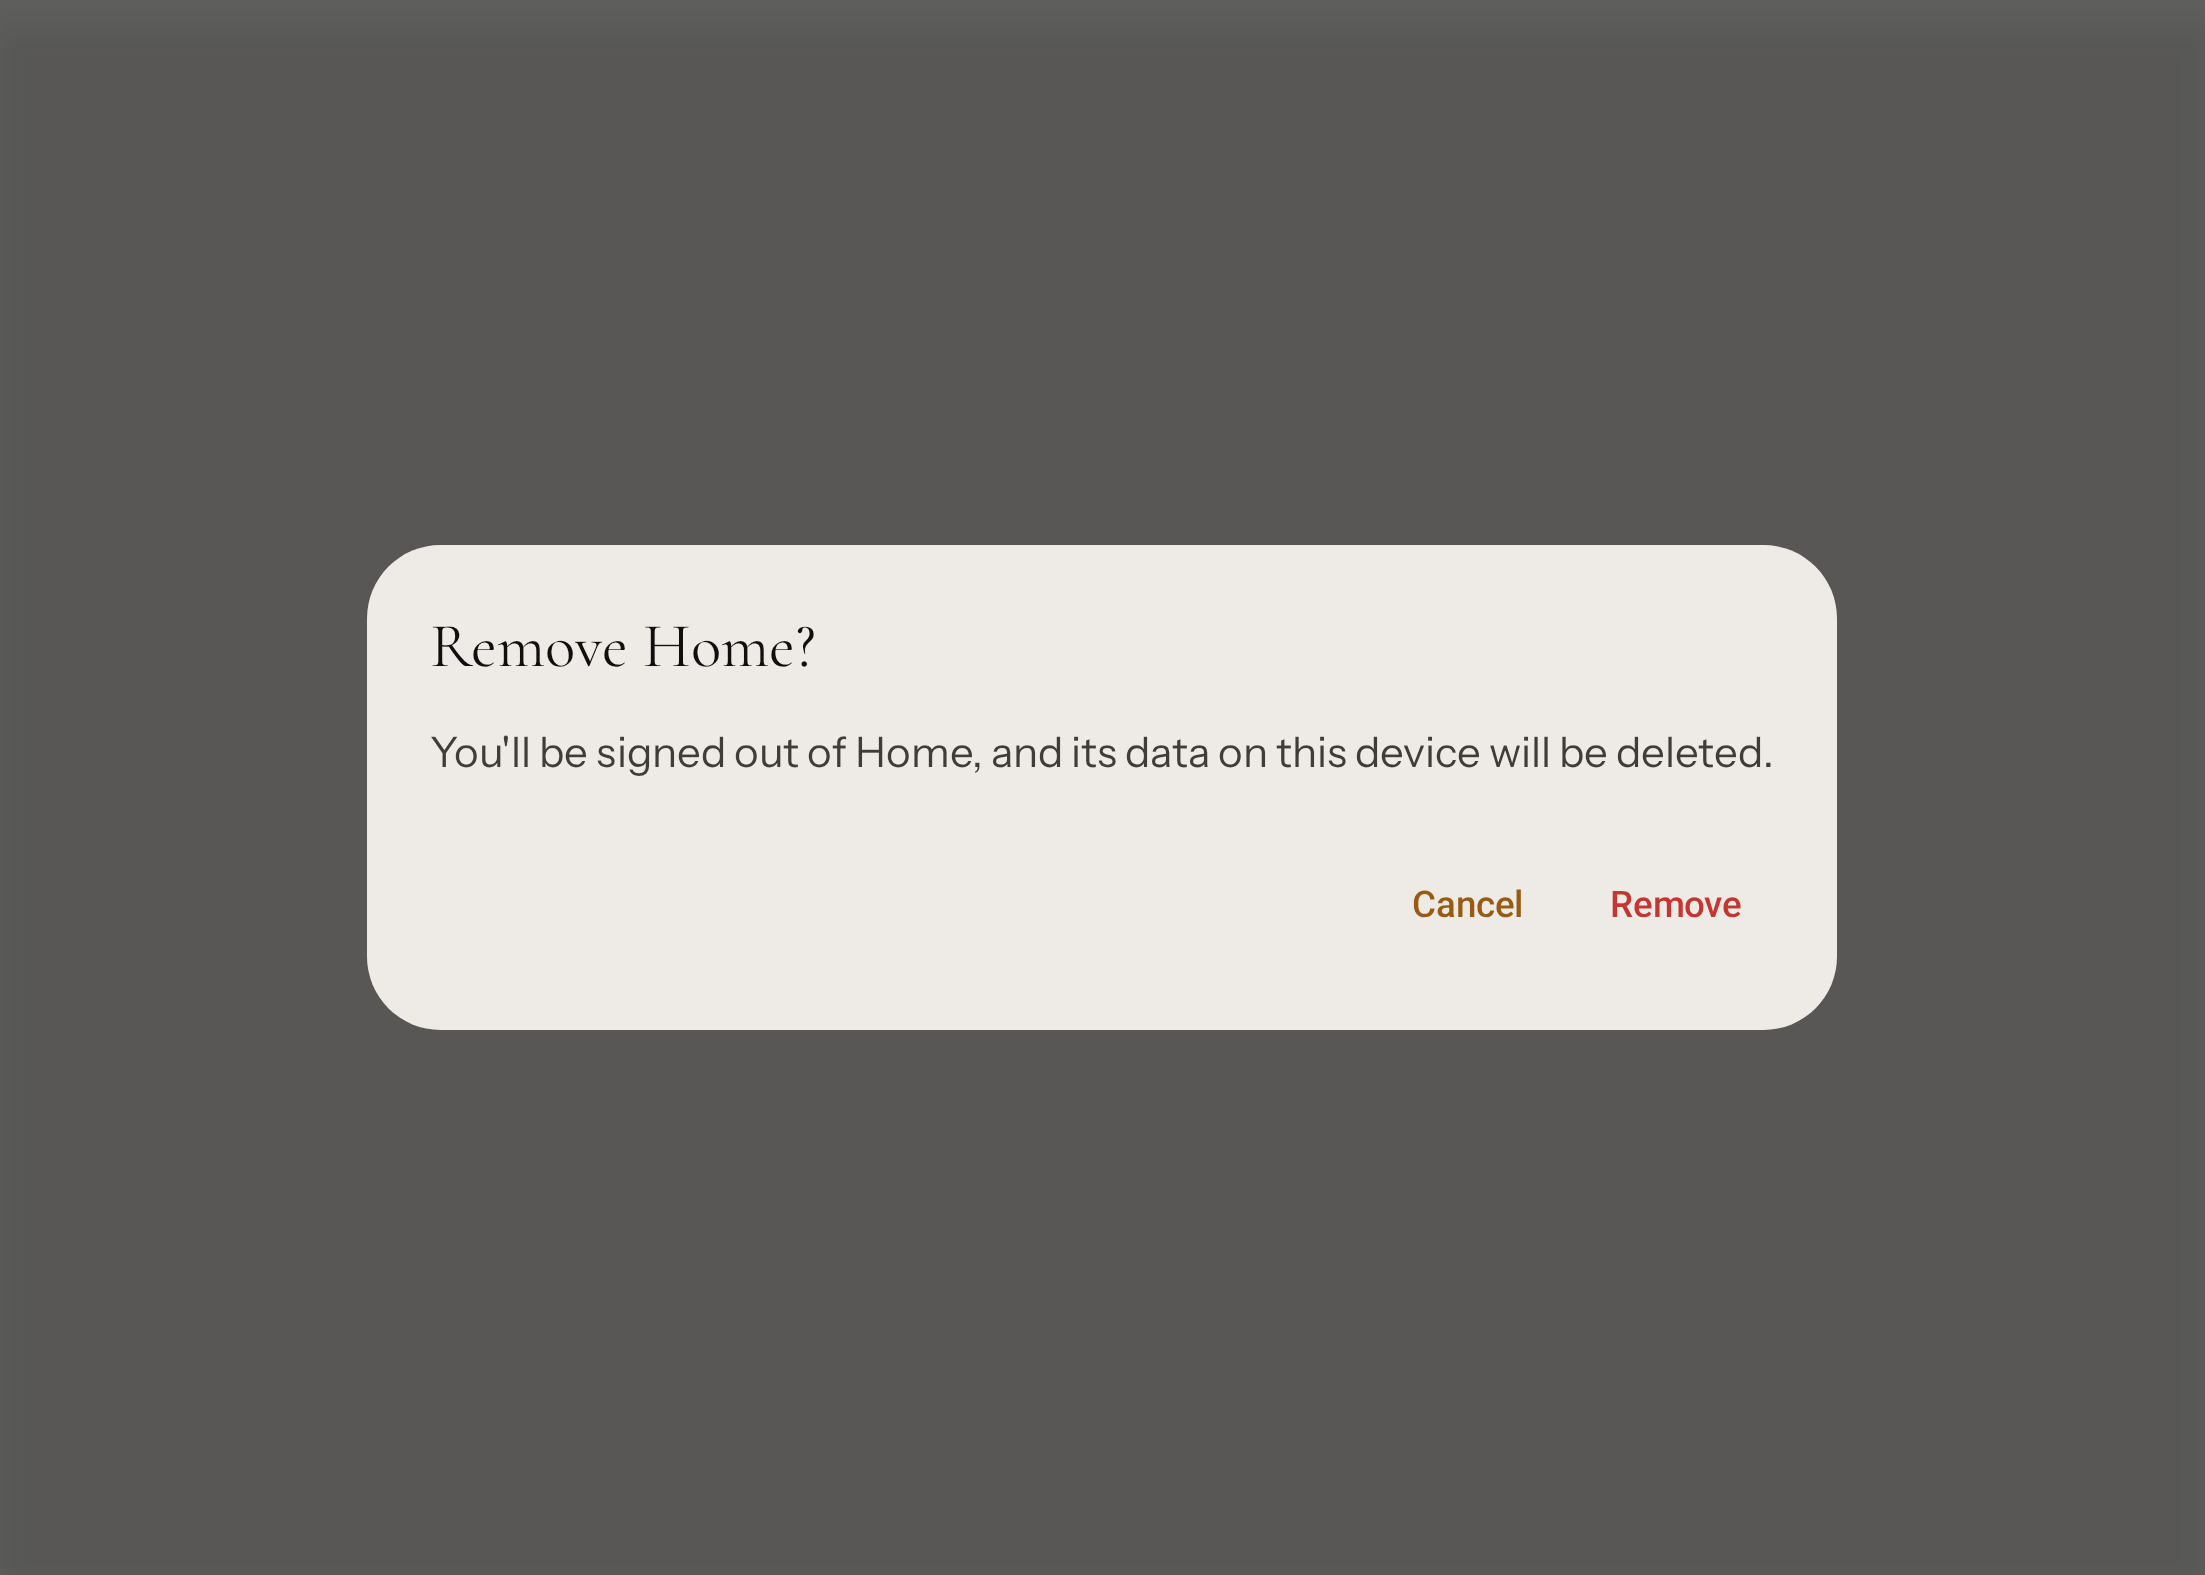 Remove Home?
You'll be signed out of Home, and its data on this device will be deleted.
Cancel Remove